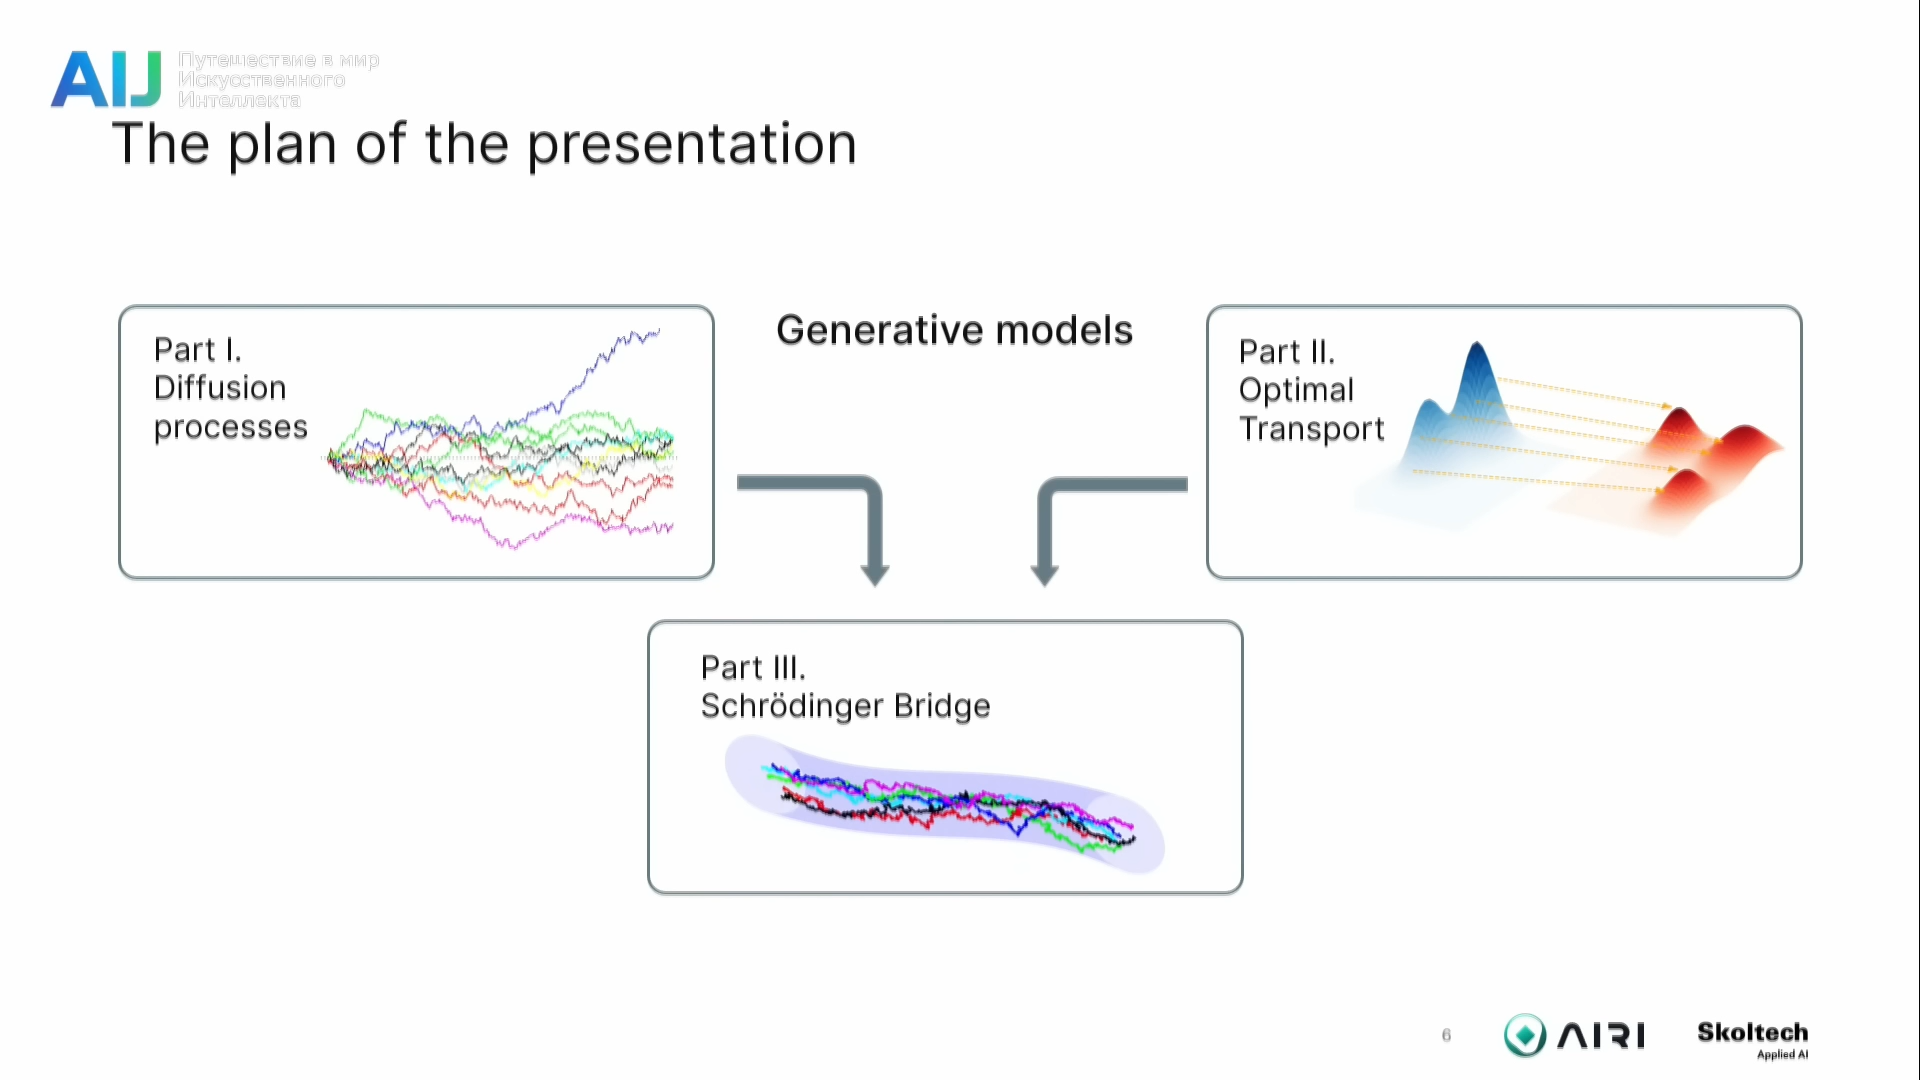 AIJ
Путешествие в мир
Искусственного
Интеллекта
The plan of the presentation
Part I.
Diffusion
processes
Generative models
Part II.
Optimal
Transport
Part III.
Schrödinger Bridge
6
AIRI
Skoltech
Applied AI